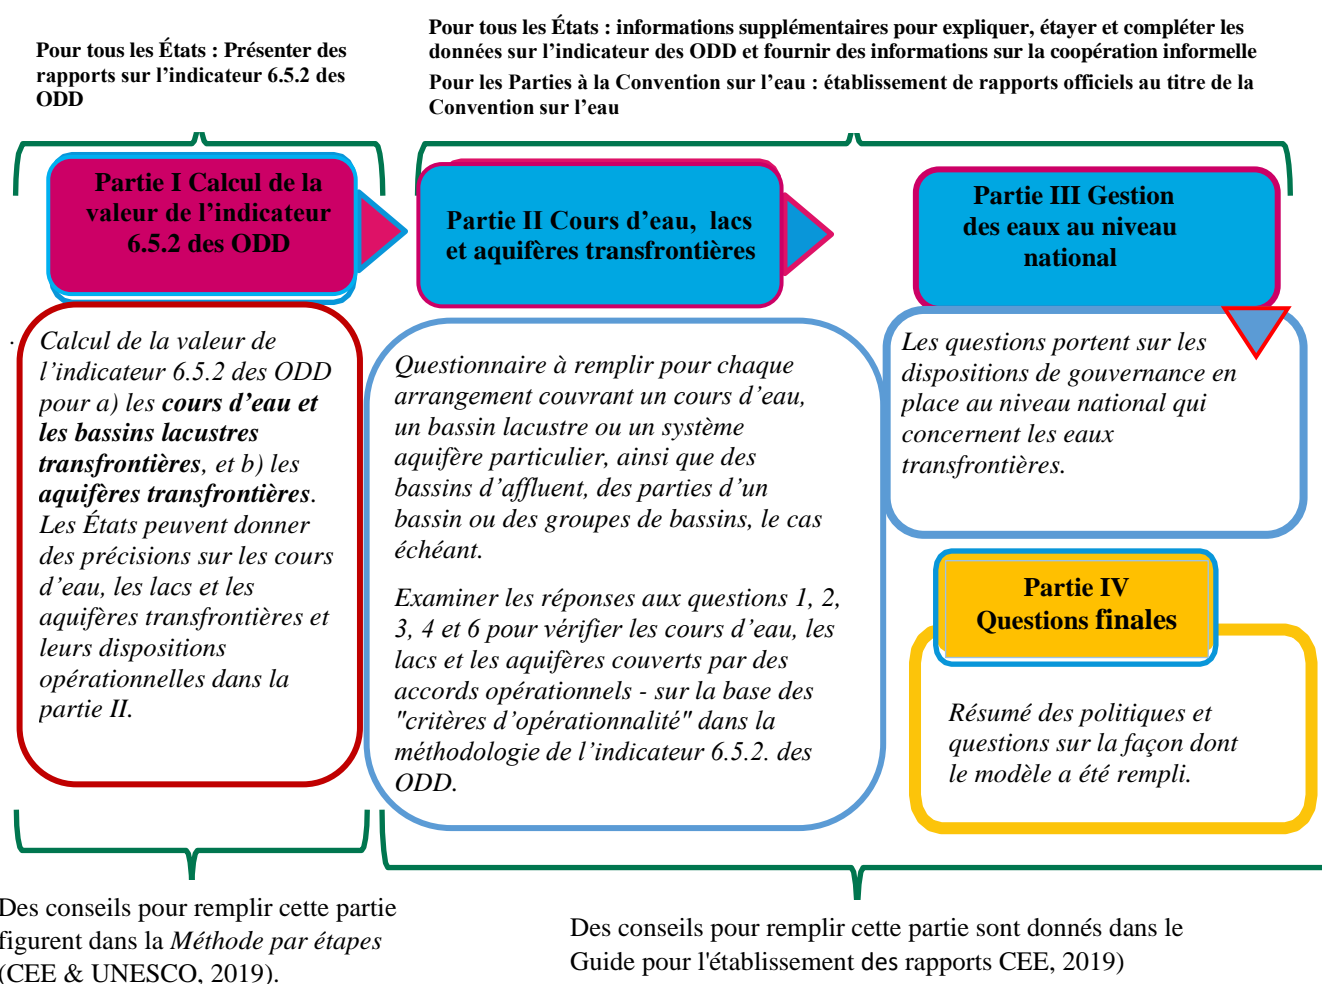 Pour tous les États : Présenter des
rapports sur l’indicateur 6.5.2 des
ODD
Pour tous les États : informations supplémentaires pour expliquer, étayer et compléter les
données sur l’indicateur des ODD et fournir des informations sur la coopération informelle
Pour les Parties à la Convention sur l’eau : établissement de rapports officiels au titre de la
Convention sur l’eau
Partie I Calcul de la
valeur de l’indicateur
6.5.2 des ODD
Partie II Cours d’eau, lacs
et aquifères transfrontières
Partie III Gestion
des eaux au niveau
national
Calcul de la valeur de
l’indicateur 6.5.2 des ODD
pour a) les cours d’eau et
les bassins lacustres
transfrontières, et b) les
aquifères transfrontières.
Les États peuvent donner
des précisions sur les cours
d’eau, les lacs et les
aquifères transfrontières et
leurs dispositions
opérationnelles dans la
partie II.
Questionnaire à remplir pour chaque
arrangement couvrant un cours d’eau,
un bassin lacustre ou un système
aquifère particulier, ainsi que des
bassins d’affluent, des parties d’un
bassin ou des groupes de bassins, le cas
échéant.
Examiner les réponses aux questions 1, 2,
3, 4 et 6 pour vérifier les cours d’eau, les
lacs et les aquifères couverts par des
accords opérationnels - sur la base des
"critères d’opérationnalité" dans la
méthodologie de l’indicateur 6.5.2. des
ODD.
Les questions portent sur les
dispositions de gouvernance en
place au niveau national qui
concernent les eaux
transfrontières.
Partie IV
Questions finales
Résumé des politiques et
questions sur la façon dont
le modèle a été rempli.
Des conseils pour remplir cette partie
figurent dans la Méthode par étapes
(CEE & UNESCO, 2019).
Des conseils pour remplir cette partie sont donnés dans le
Guide pour l'établissement des rapports CEE, 2019)